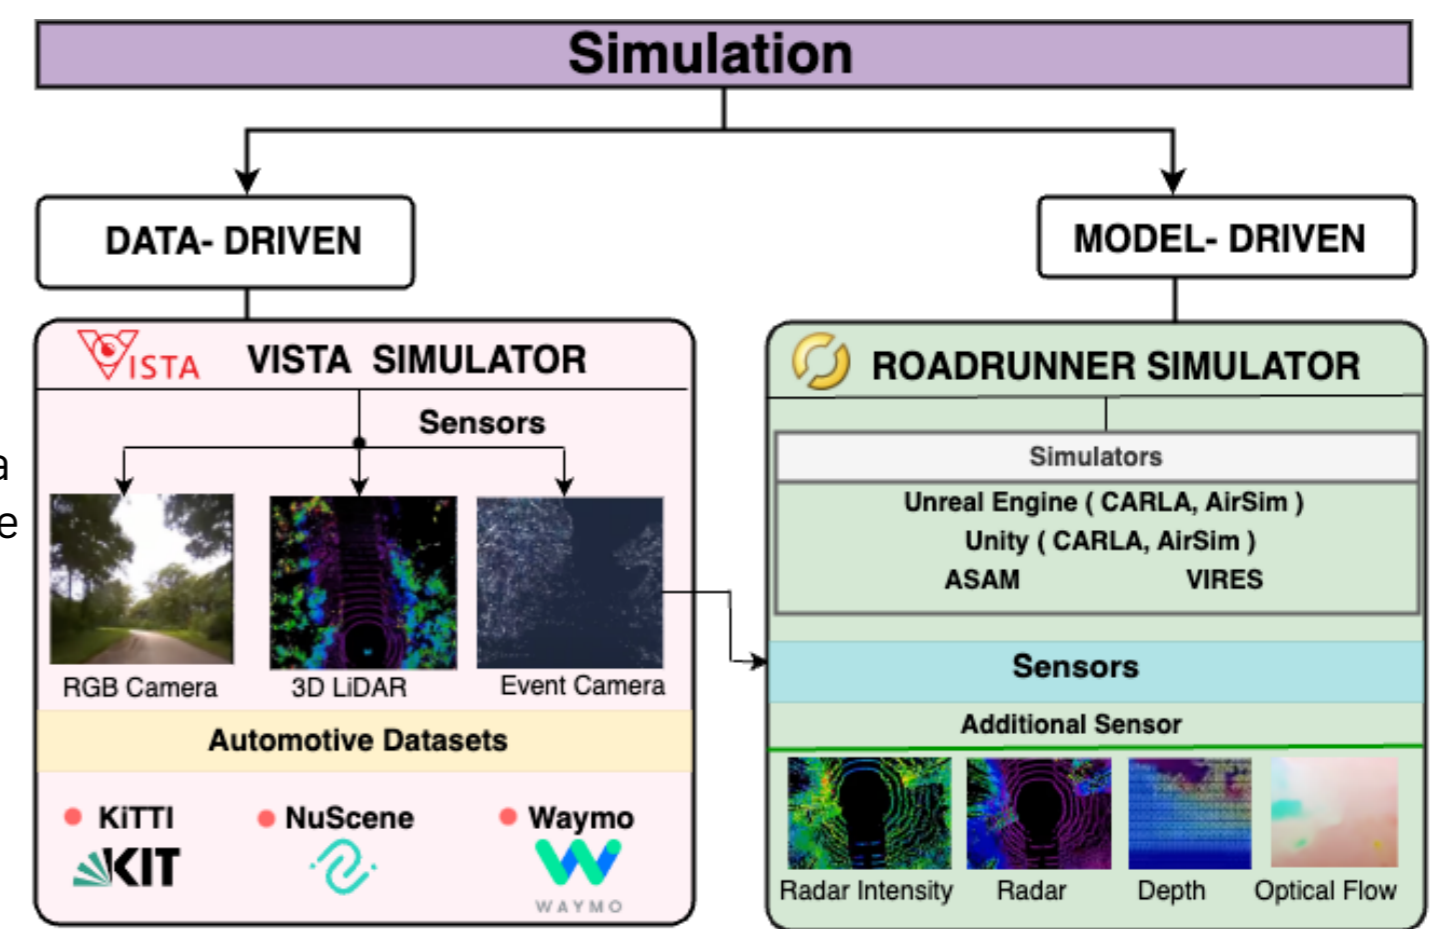 Simulation
DATA- DRIVEN
MODEL- DRIVEN
VISTA
VISTA SIMULATOR
Sensors
a
e
RGB Camera
3D LiDAR
Event Camera
Automotive Datasets
KiTTI
NuScene
Waymo
KIT
WAYMO
ROADRUNNER SIMULATOR
Simulators
Unreal Engine ( CARLA, AirSim )
Unity ( CARLA, AirSim )
ASAM VIRES
Sensors
Additional Sensor
Radar Intensity
Radar
Depth
Optical Flow